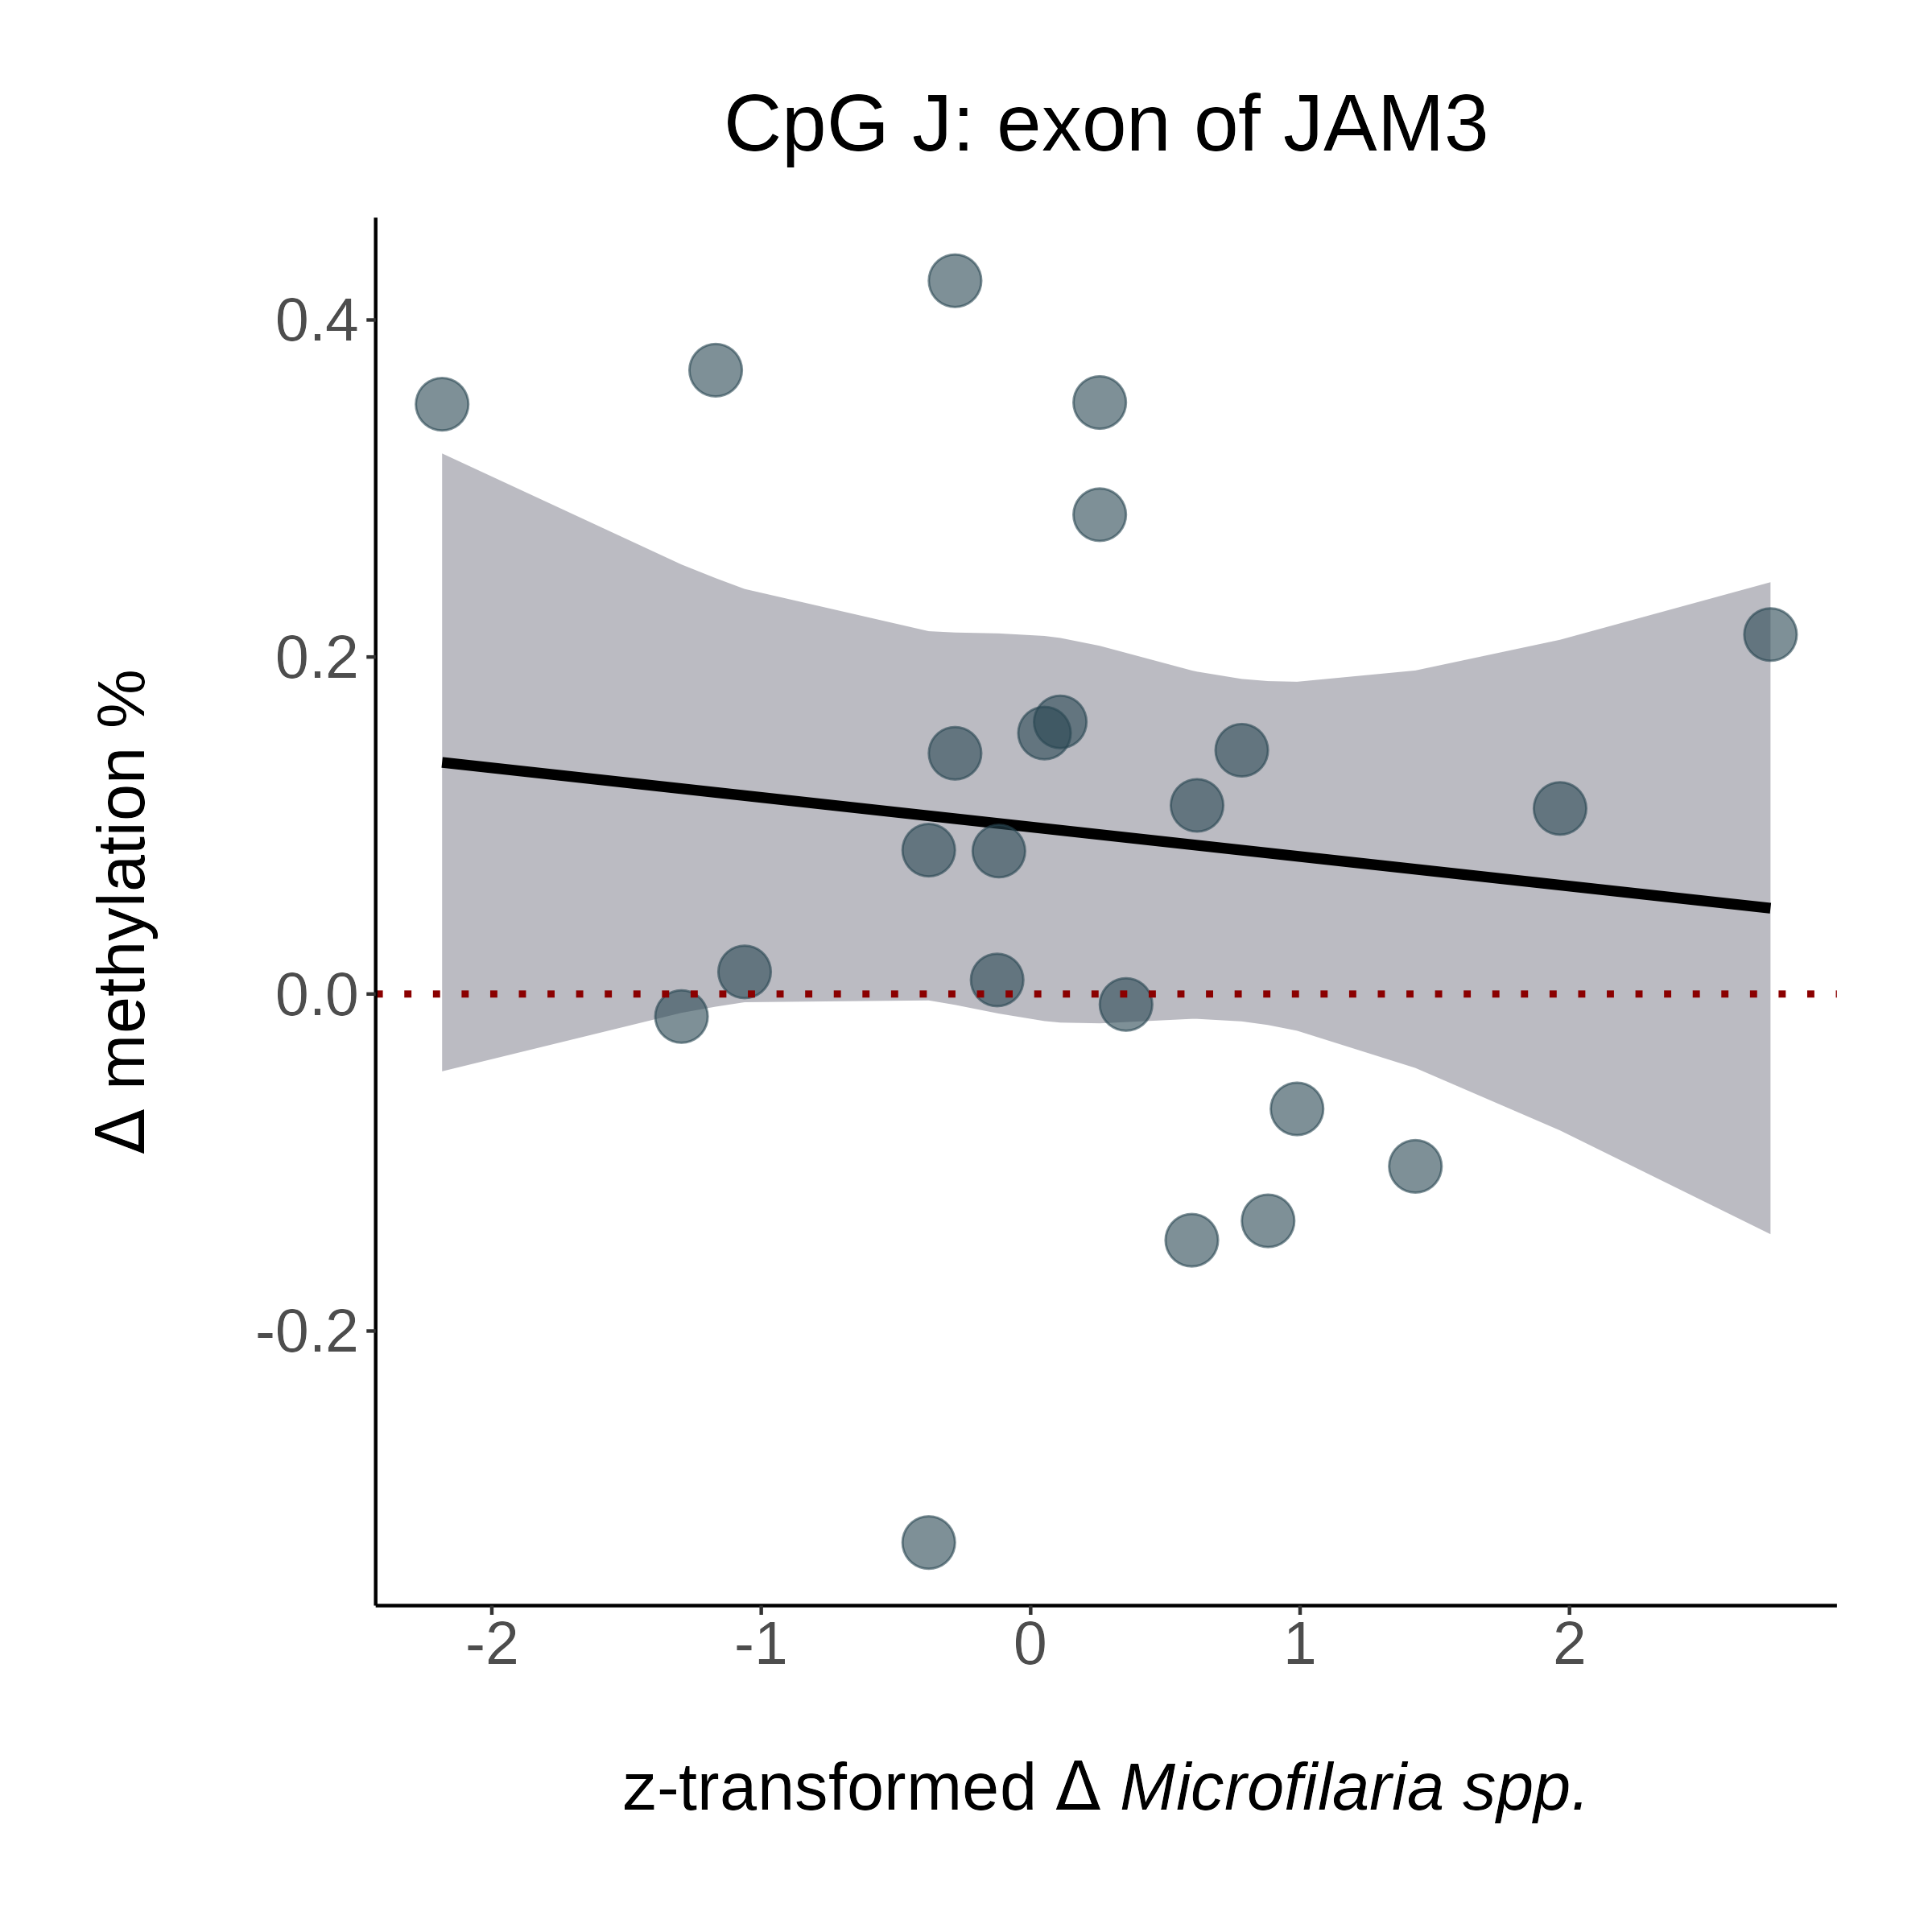 CpG J: exon of JAM3
Δ methylation %
0.4
0.2
0.0
-0.2
-2 -1 0 1 2
z-transformed Δ Microfilaria spp.